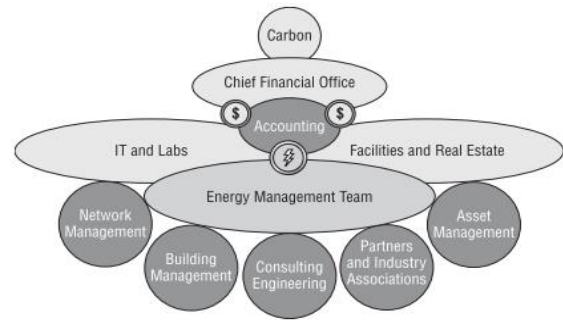 Carbon
Chief Financial Office
$
$
Accounting
IT and Labs
Facilities and Real Estate
Energy Management Team
Network
Management
Asset
Management
Building
Management
Consulting
Engineering
Partners
and Industry
Associations